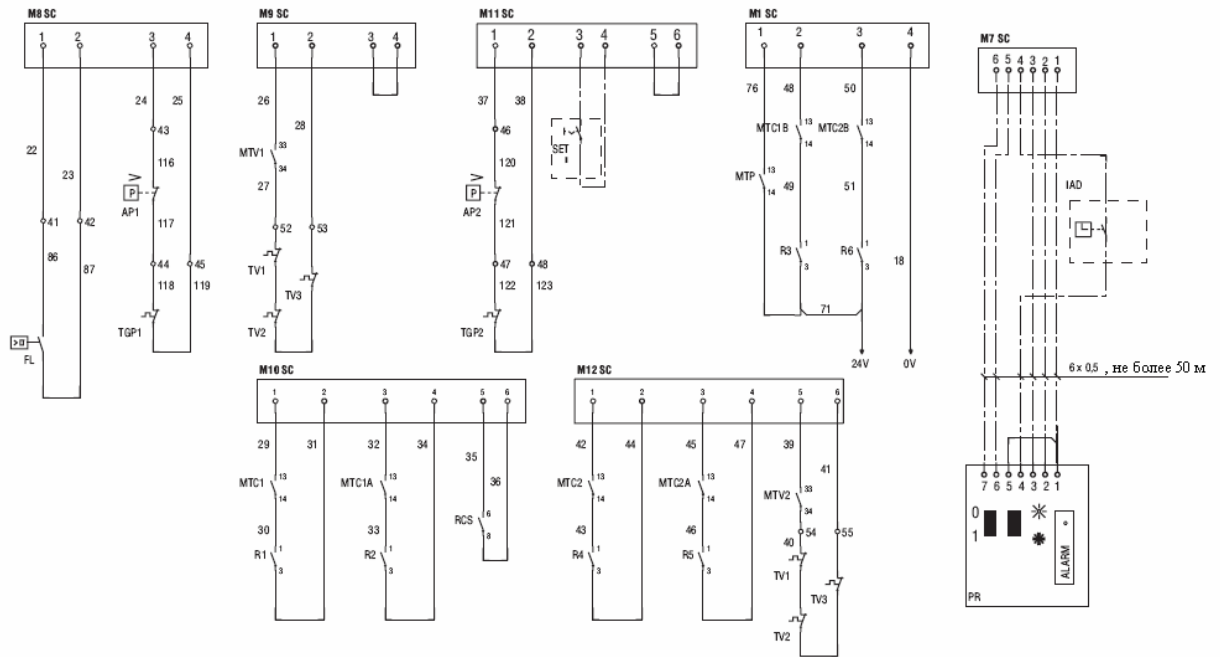 M8 SC
1 2 3 4
24 25
43
22 116
23 V
P
AP1
41 42 117
86 87 44 45
118 119
TGP1
FL
M9 SC
1 2 3 4
26
28
MTV1 33
34
27
52 53
TV1
TV3
TV2
M11 SC
1 2 3 4 5 6
37 38
46
SET
120
V
P
AP2
121
47 48
122 123
TGP2
M1 SC
1 2 3 4
76 48 50
MTC1B 13 MTC2B 13
14 14
MTP
14 49 51
R3 1 R6 1
3 3
18
71
24V 0V
M7 SC
6 5 4 3 2 1
IAD
6 x 0,5 , не более 50 м
7 6 5 4 3 2 1
0
1
ALARM
PR
M10 SC
1 2 3 4 5 6
29 31 32 34
35
36
MTC1 13 MTC1A 13
14 14
RCS 6
8
30 33
R1 1 R2 1
3 3
M12 SC
1 2 3 4 5 6
42 44 45 47 39
41
MTC2 13 MTC2A 13 MTV2 33
14 14 34
43 46 54 55
40
R4 1 R5 1
3 3
TV1
TV3
TV2